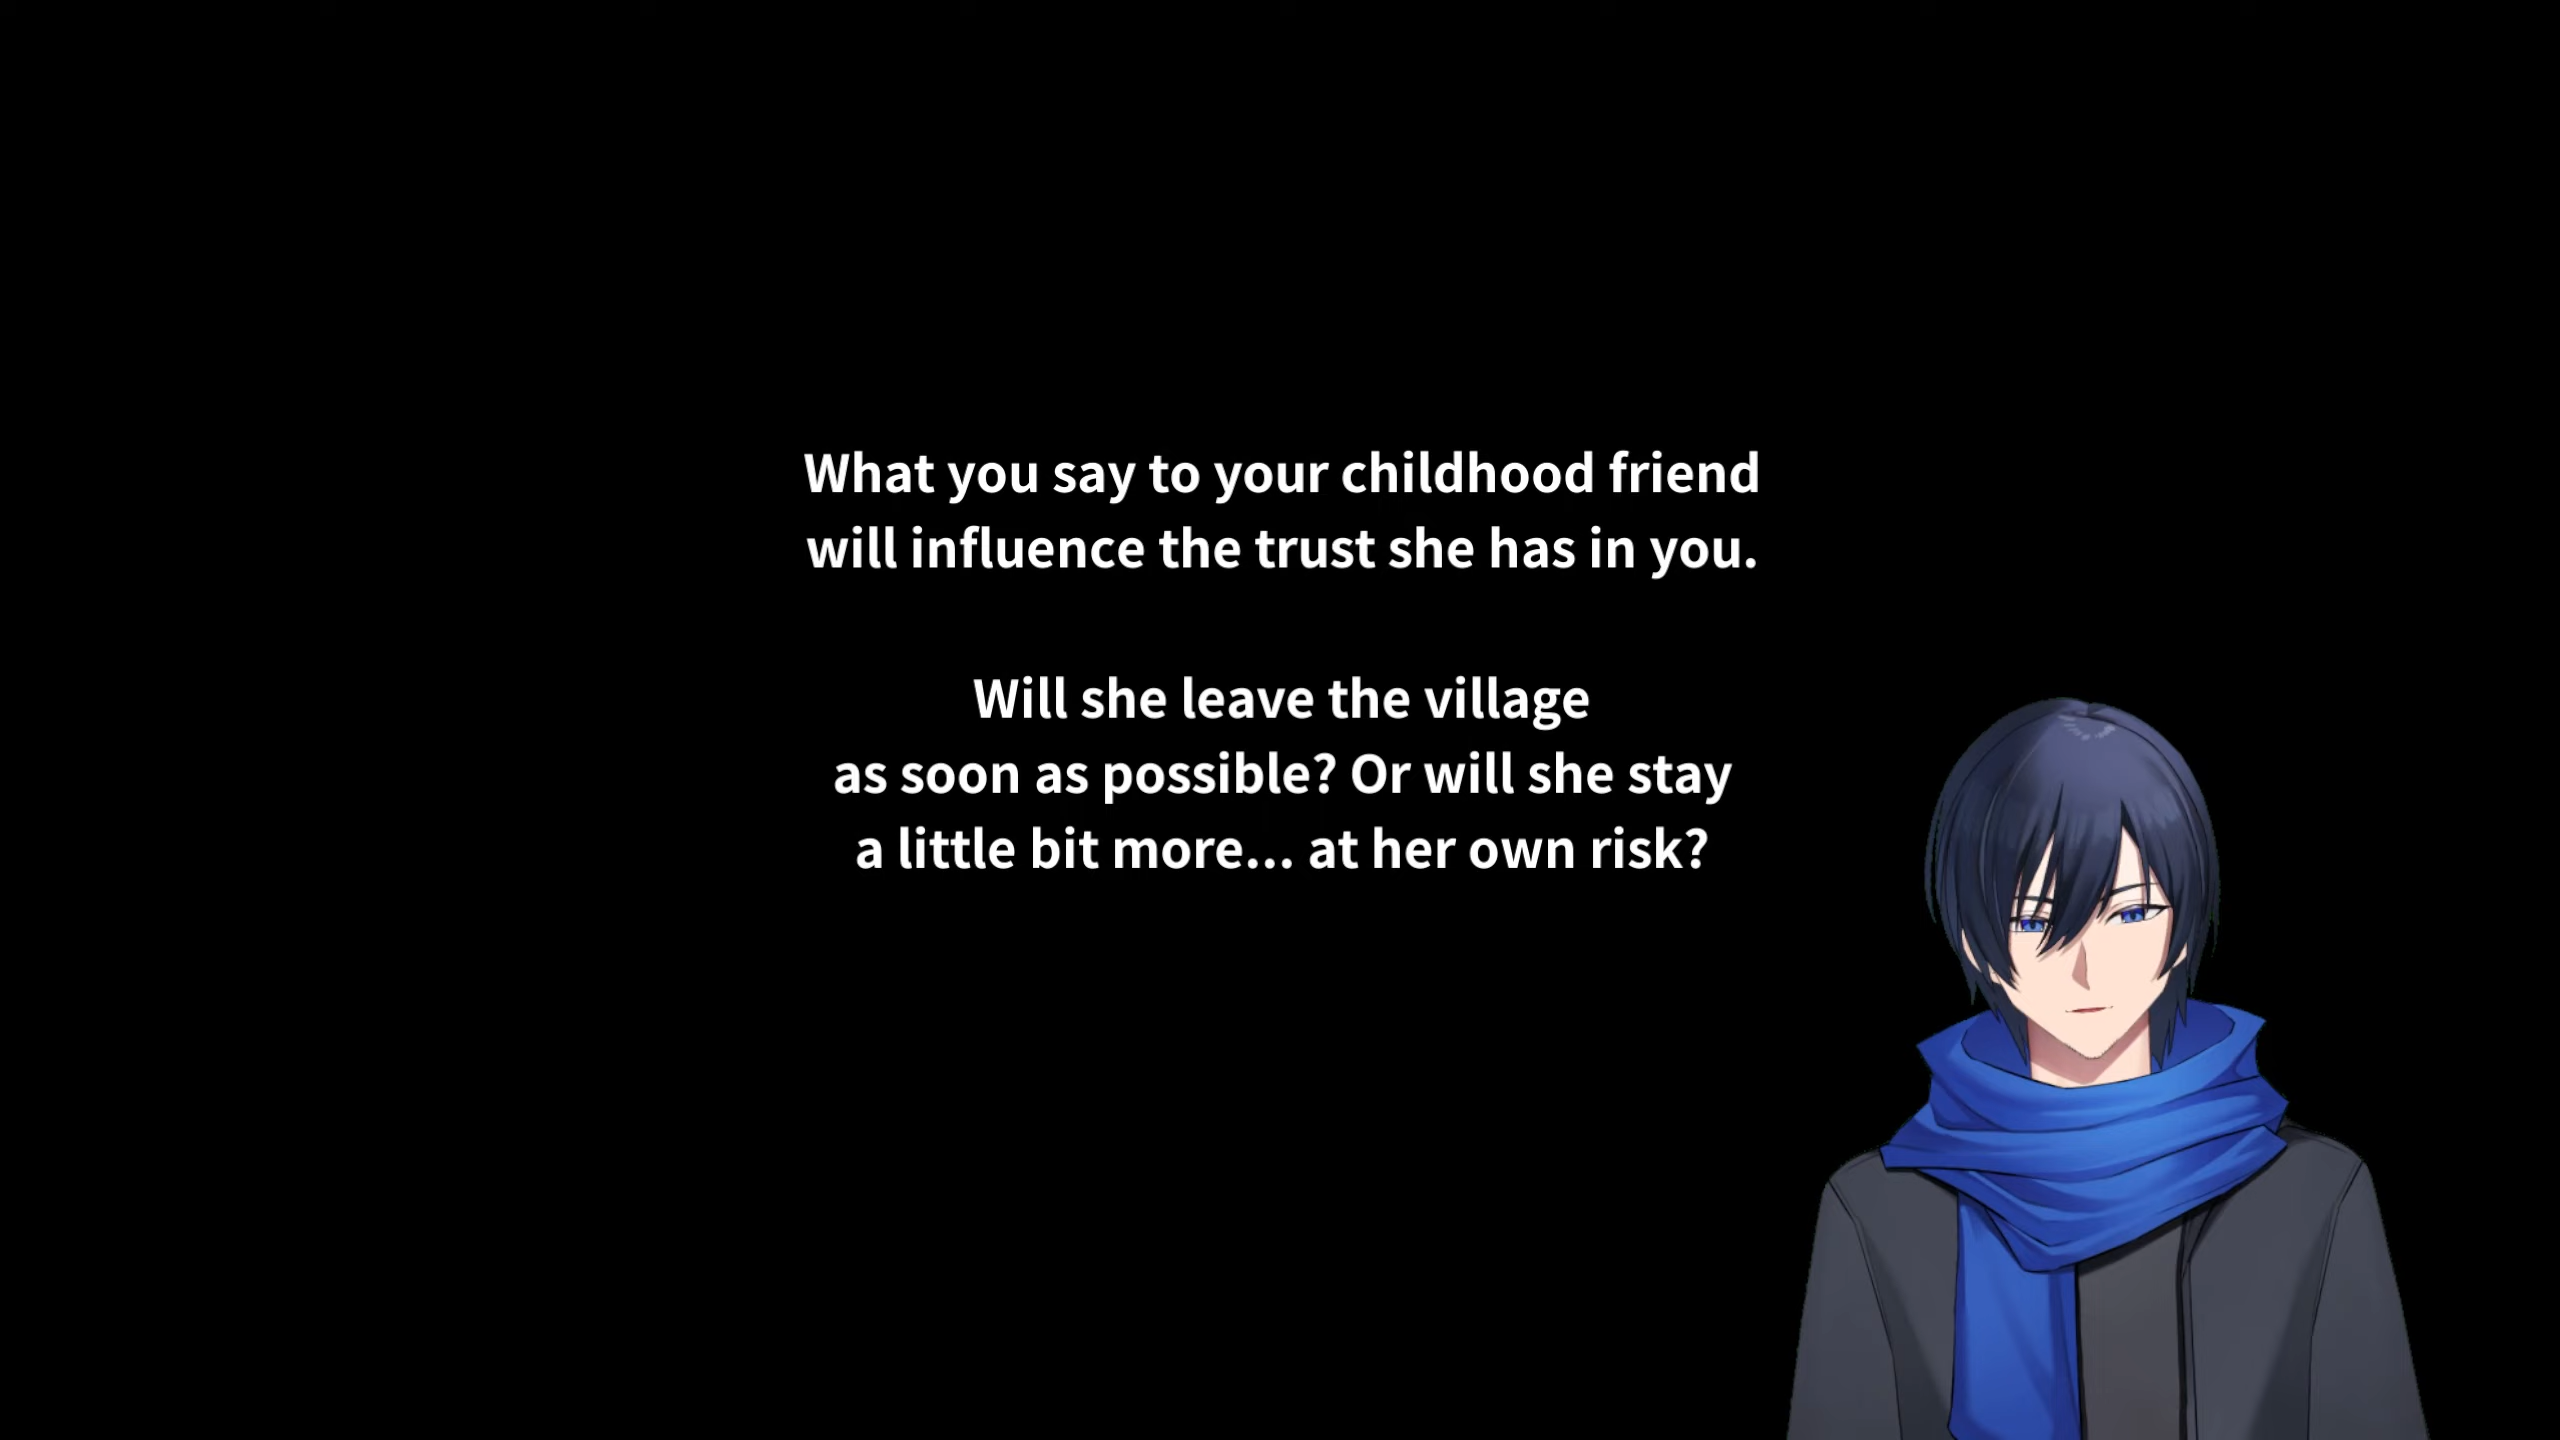 What you say to your childhood friend
will influence the trust she has in you.
Will she leave the village
as soon as possible? Or will she stay
a little bit more... at her own risk?